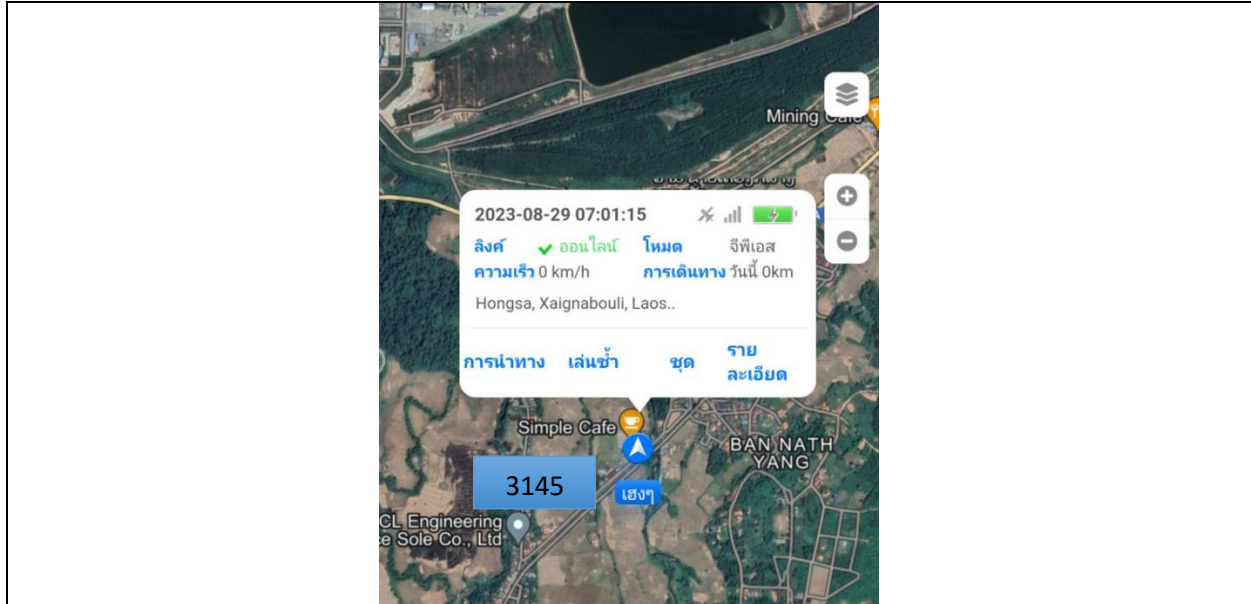 Mining Cafe
2023-08-29 07:01:15
ลิงค์ ออนไลน์ โหมด จีพีเอส
ความเร็ว 0 km/h การเดินทาง วันนี้ 0km
Hongsa, Xaignabouli, Laos..
การนำทาง เล่นซ้ำ ชุด ราย
ละเอียด
Simple Cafe
BAN NATH
YANG
3145
เฮงๆ
CL Engineering
e Sole Co., Ltd